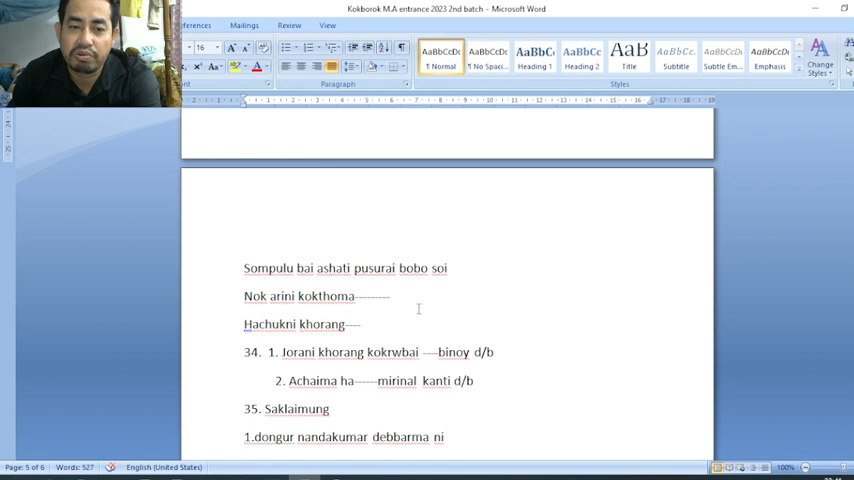 Kokborok M.A entrance 2023 2nd batch - Microsoft Word
Mailings Review View
16
AaBbCcDc AaBbCcDc AaBbC AaBbCc AaB AaBbCc. AaBbCcDc AaBbCcDc
¶ Normal ¶ No Spaci... Heading 1 Heading 2 Title Subtitle Subtle Em... Emphasis Change Styles
Paragraph Styles
Sompulu bai ashati pusurai bobo soi
Nok arini kokthoma---------
Hachukni khorang----
34. 1. Jorani khorang kokrwbai ----binoy d/b
2. Achaima ha------mirinal kanti d/b
35. Saklaimung
1.dongur nandakumar debbarma ni
Page: 5 of 6 Words: 527 English (United States) 100%